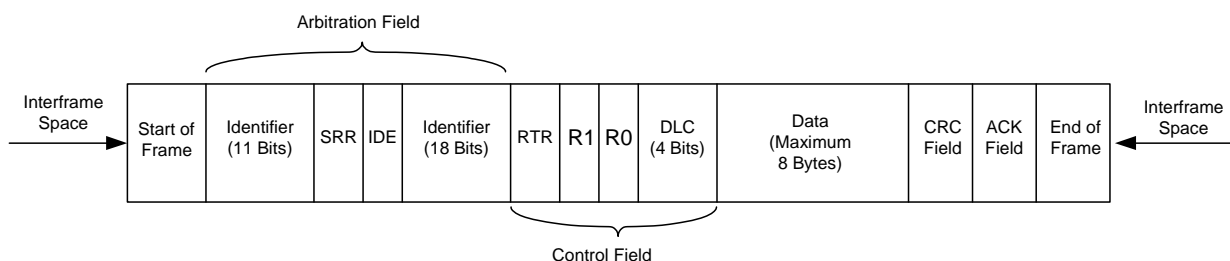 Arbitration Field
Interframe
Space
Start of
Frame
Identifier
(11 Bits)
SRR
IDE
Identifier
(18 Bits)
RTR
R1
R0
DLC
(4 Bits)
Data
(Maximum
8 Bytes)
CRC
Field
ACK
Field
End of
Frame
Interframe
Space
Control Field